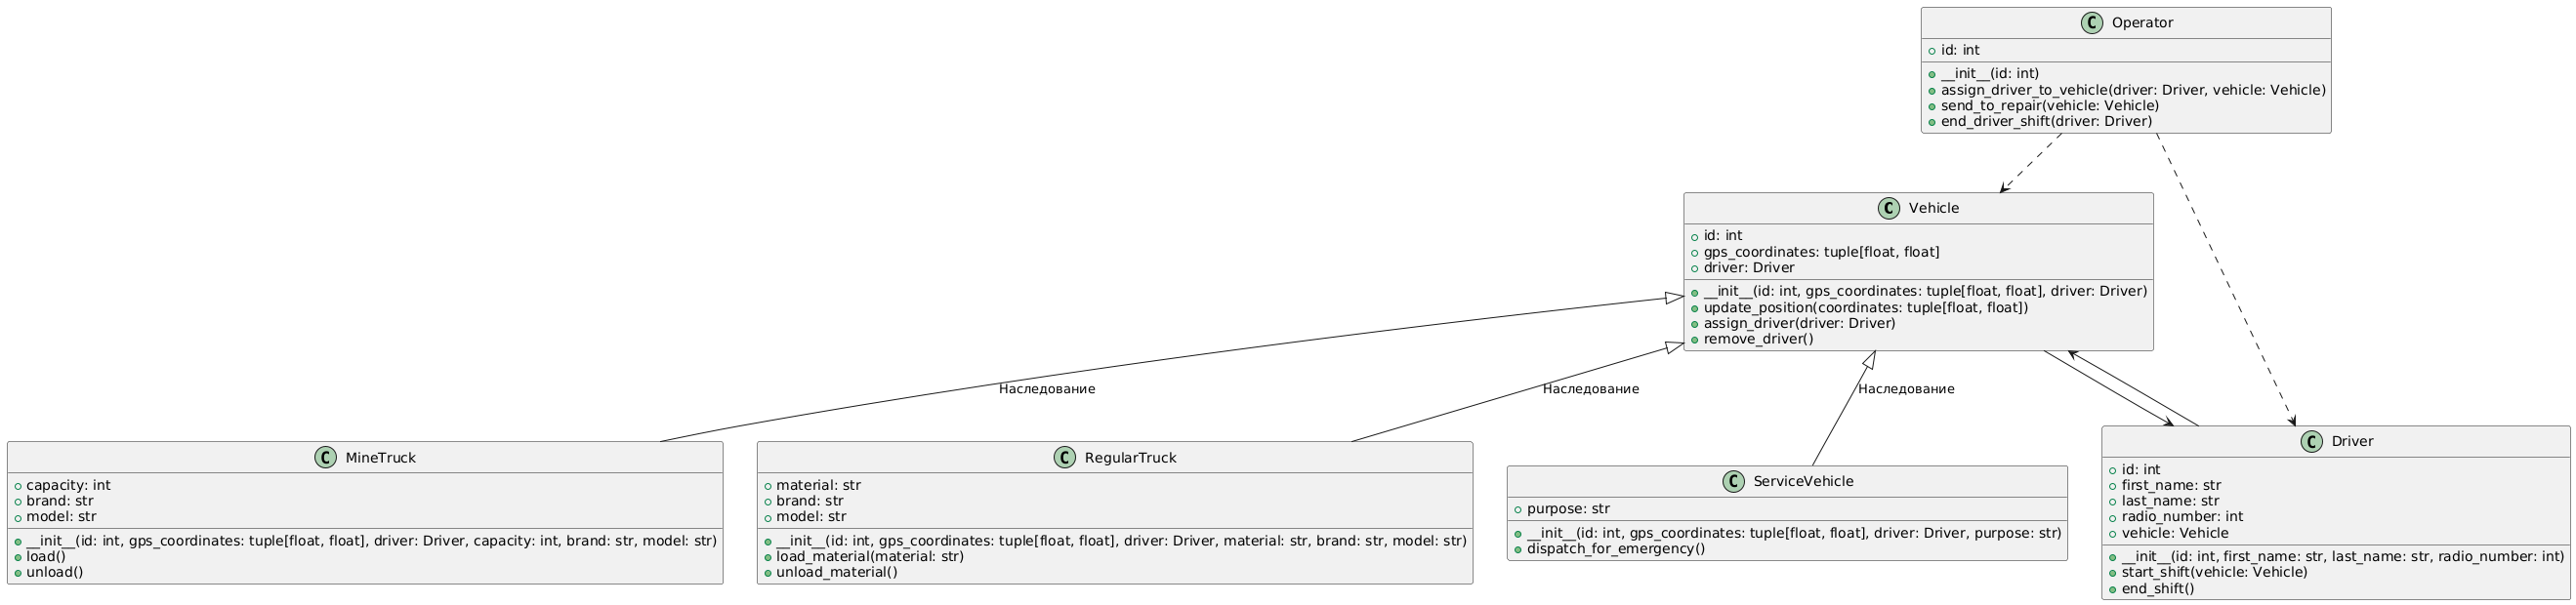 Operator
id: int
__init__(id: int)
assign_driver_to_vehicle(driver: Driver, vehicle: Vehicle)
send_to_repair(vehicle: Vehicle)
end_driver_shift(driver: Driver)
Vehicle
id: int
gps_coordinates: tuple[float, float]
driver: Driver
__init__(id: int, gps_coordinates: tuple[float, float], driver: Driver)
update_position(coordinates: tuple[float, float])
assign_driver(driver: Driver)
remove_driver()
Наследование
Наследование
Наследование
MineTruck
capacity: int
brand: str
model: str
__init__(id: int, gps_coordinates: tuple[float, float], driver: Driver, capacity: int, brand: str, model: str)
load()
unload()
RegularTruck
material: str
brand: str
model: str
__init__(id: int, gps_coordinates: tuple[float, float], driver: Driver, material: str, brand: str, model: str)
load_material(material: str)
unload_material()
ServiceVehicle
purpose: str
__init__(id: int, gps_coordinates: tuple[float, float], driver: Driver, purpose: str)
dispatch_for_emergency()
Driver
id: int
first_name: str
last_name: str
radio_number: int
vehicle: Vehicle
__init__(id: int, first_name: str, last_name: str, radio_number: int)
start_shift(vehicle: Vehicle)
end_shift()